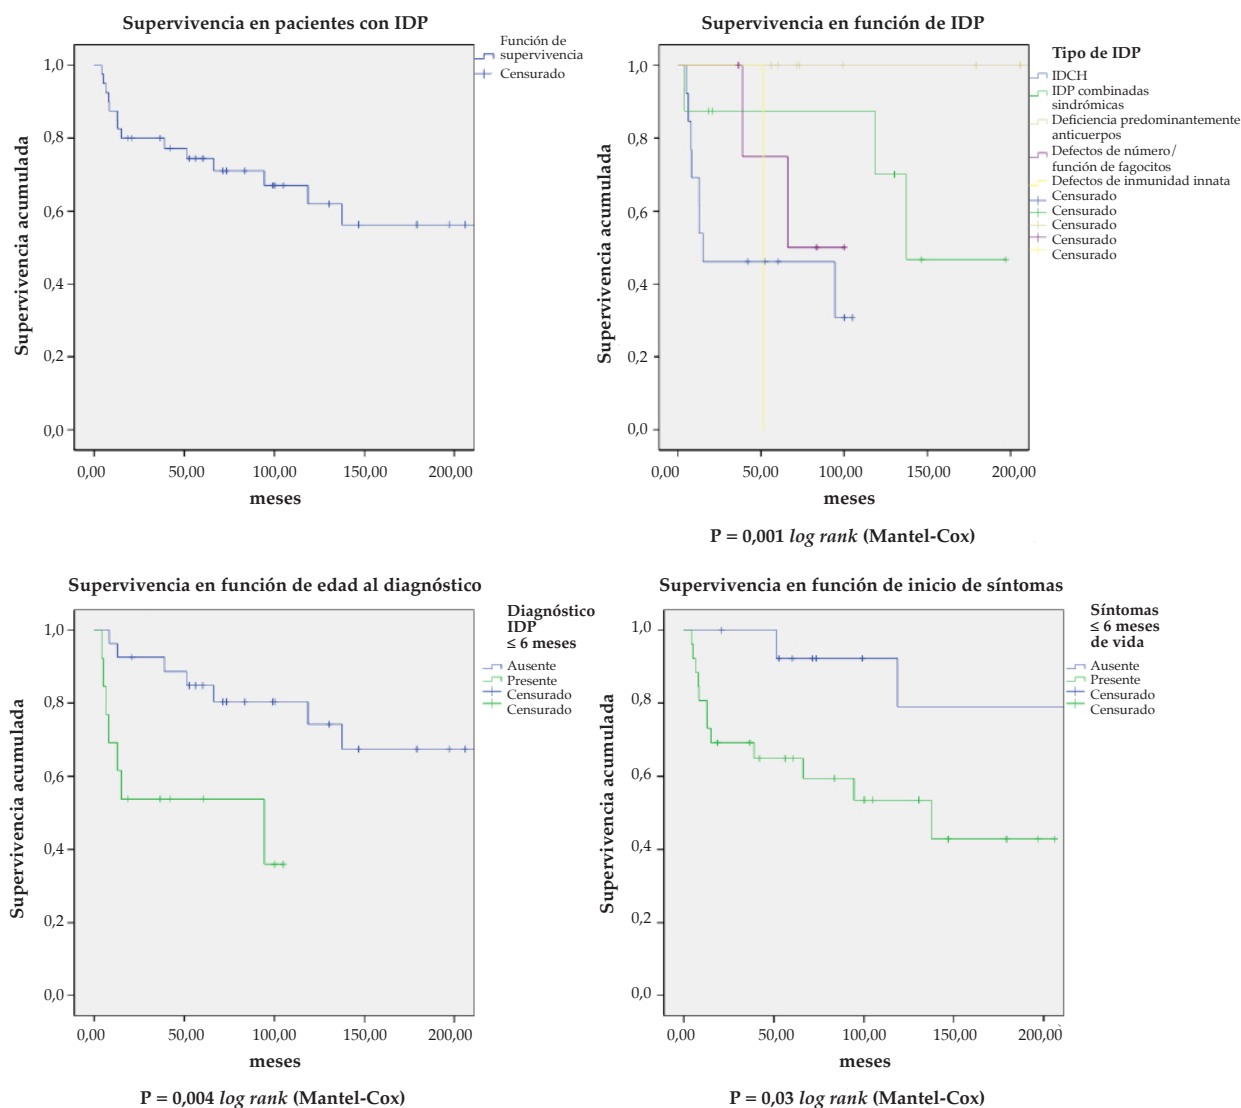 Supervivencia en pacientes con IDP
Supervivencia acumulada
1,0
0,8
0,6
0,4
0,2
0,0
0,00
50,00
100,00
150,00
200,00
meses
Función de
supervivencia
Censurado
Supervivencia en función de IDP
Supervivencia acumulada
1,0
0,8
0,6
0,4
0,2
0,0
0,00
50,00
100,00
150,00
200,00
meses
P = 0,001 log rank (Mantel-Cox)
Tipo de IDP
IDCH
IDP combinadas
sindrómicas
Deficiencia predominantemente
anticuerpos
Defectos de número/
función de fagocitos
Defectos de inmunidad innata
Censurado
Censurado
Censurado
Censurado
Censurado
Supervivencia en función de edad al diagnóstico
Supervivencia acumulada
1,0
0,8
0,6
0,4
0,2
0,0
0,00
50,00
100,00
150,00
200,00
meses
P = 0,004 log rank (Mantel-Cox)
Diagnóstico
IDP
≤ 6 meses
Ausente
Presente
Censurado
Censurado
Supervivencia en función de inicio de síntomas
Supervivencia acumulada
1,0
0,8
0,6
0,4
0,2
0,0
0,00
50,00
100,00
150,00
200,00
meses
P = 0,03 log rank (Mantel-Cox)
Síntomas
≤ 6 meses
de vida
Ausente
Presente
Censurado
Censurado